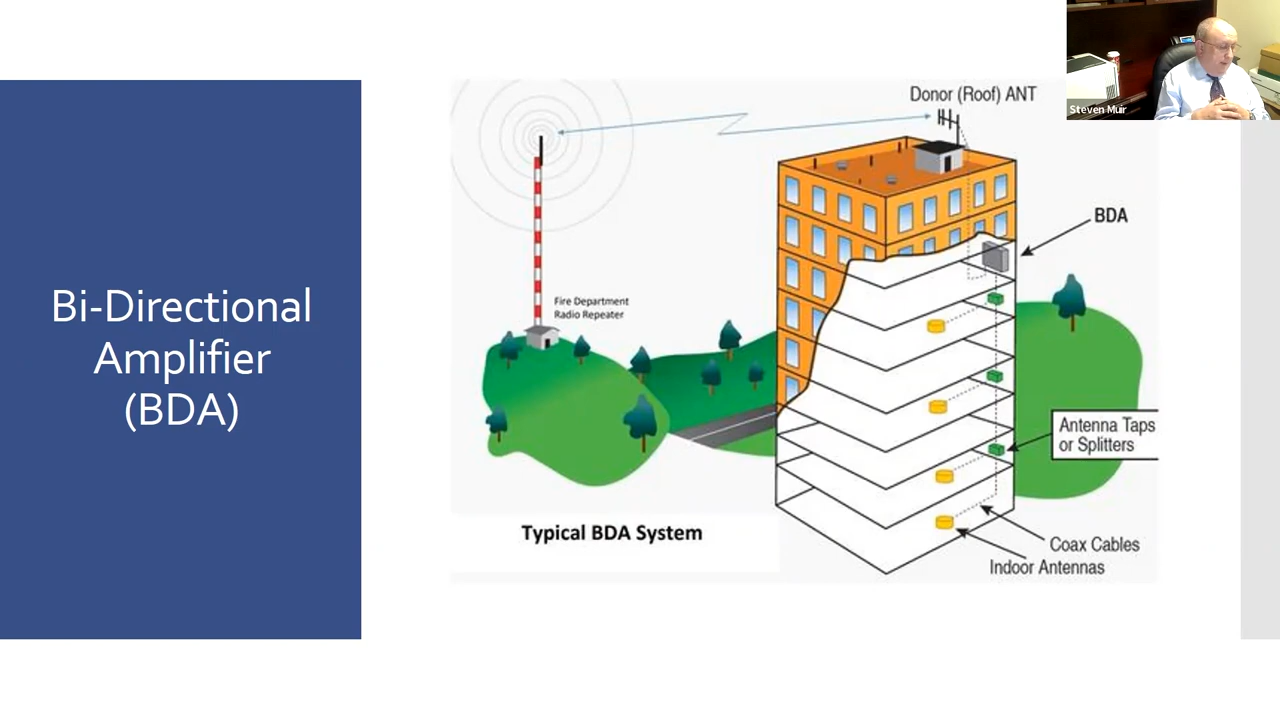 Bi-Directional
Amplifier
(BDA)
Donor (Roof) ANT
BDA
Fire Department
Radio Repeater
Antenna Taps
or Splitters
Typical BDA System
Coax Cables
Indoor Antennas
Steven Muir